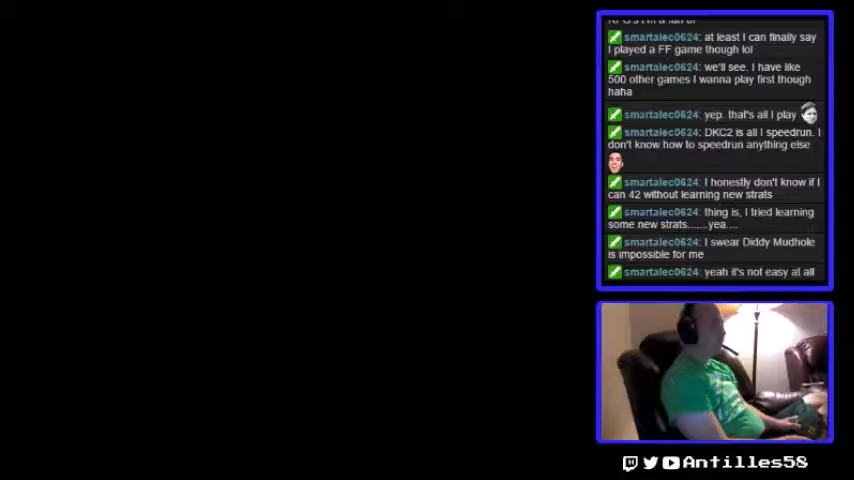 smartalec0624: at least I can finally say
I played a FF game though lol
smartalec0624: we'll see. I have like
500 other games I wanna play first though
haha
smartalec0624: yep. that's all I play
smartalec0624: DKC2 is all I speedrun. I
don't know how to speedrun anything else
smartalec0624: I honestly don't know if I
can 42 without learning new strats
smartalec0624: thing is, I tried learning
some new strats.......yea....
smartalec0624: I swear Diddy Mudhole
is impossible for me
smartalec0624: yeah it's not easy at all
Antilles58